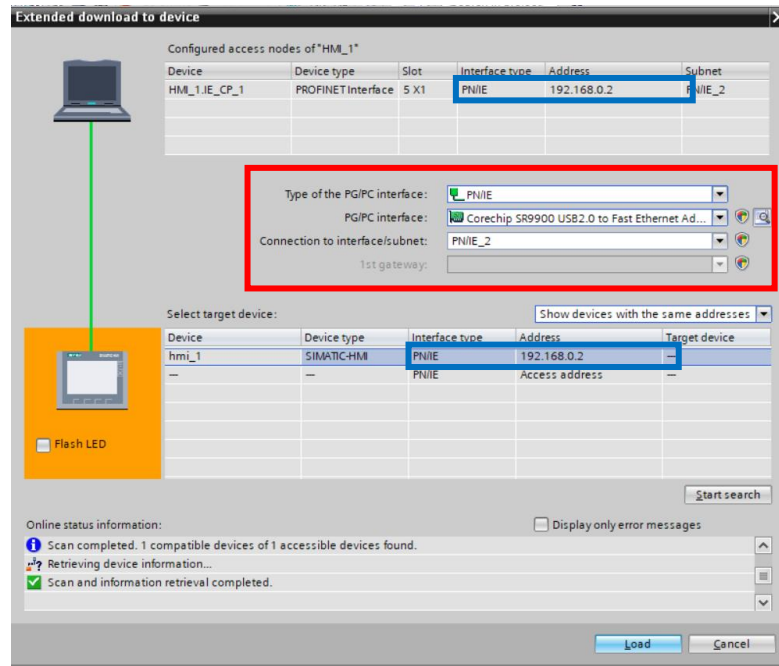 Extended download to device
Configured access nodes of "HMI_1"
Device Device type Slot Interface type Address Subnet
HMI_1.IE_CP_1 PROFINET Interface 5 X1 PN/IE 192.168.0.2 PN/IE_2
Type of the PG/PC interface: PN/IE
PG/PC interface: Corechip SR9900 USB2.0 to Fast Ethernet Ad...
Connection to interface/subnet: PN/IE_2
1st gateway:
Select target device: Show devices with the same addresses
Device Device type Interface type Address Target device
hmi_1 SIMATIC-HMI PN/IE 192.168.0.2 —
— — PN/IE Access address —
Flash LED
Start search
Online status information: Display only error messages
Scan completed. 1 compatible devices of 1 accessible devices found.
Retrieving device information...
Scan and information retrieval completed.
Load Cancel